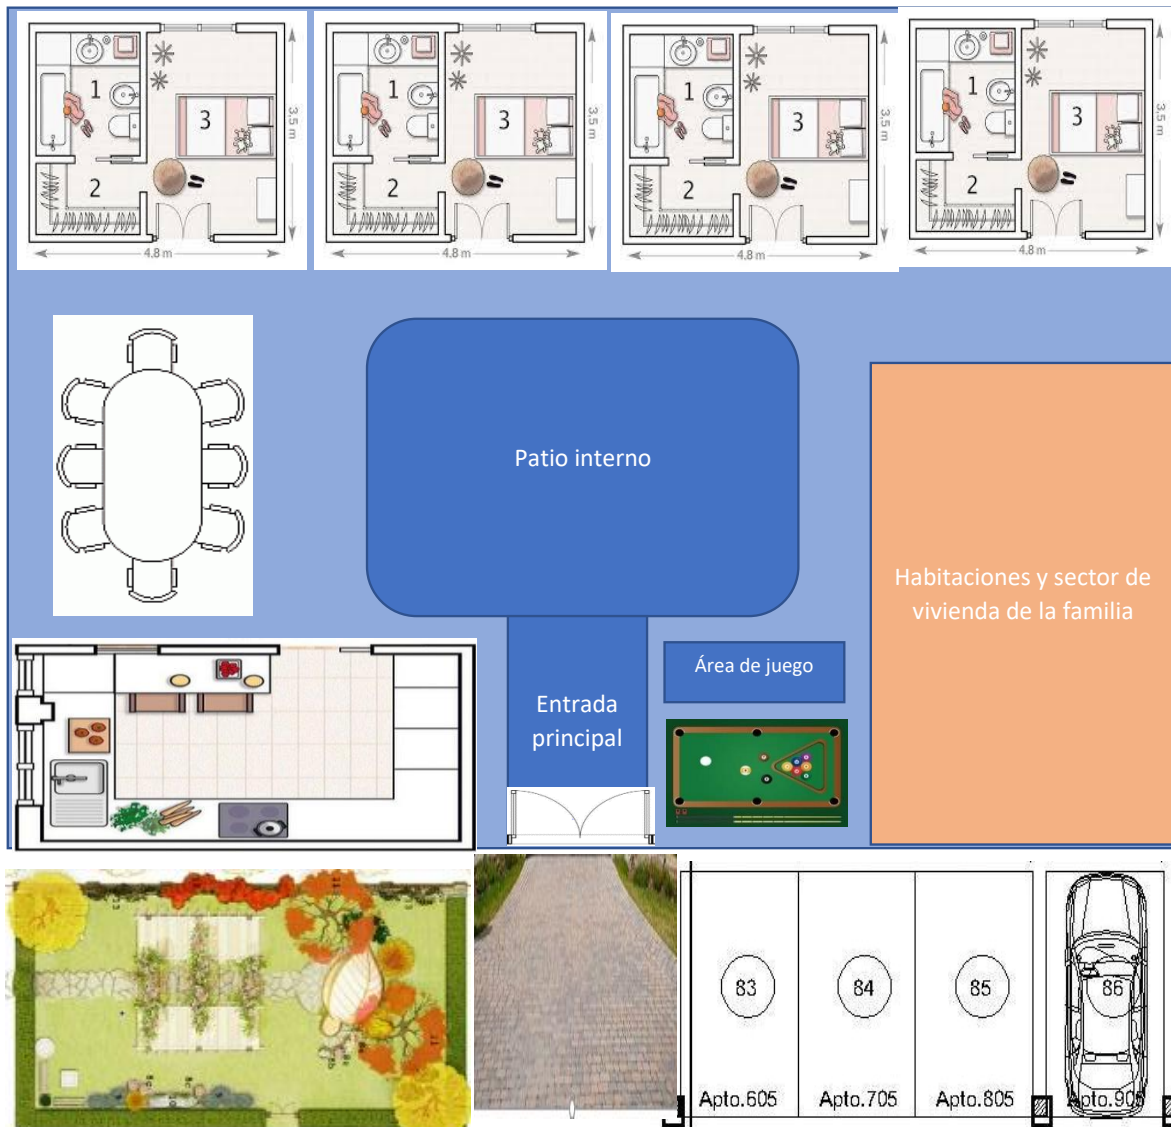 1
3
2
3,5 m
4.8 m
1
3
2
3,5 m
4.8 m
1
3
2
3,5 m
4.8 m
1
3
2
3,5 m
4.8 m
Patio interno
Habitaciones y sector de
vivienda de la familia
Área de juego
Entrada
principal
83
84
85
86
Apto.605
Apto.705
Apto.805
Apto.905